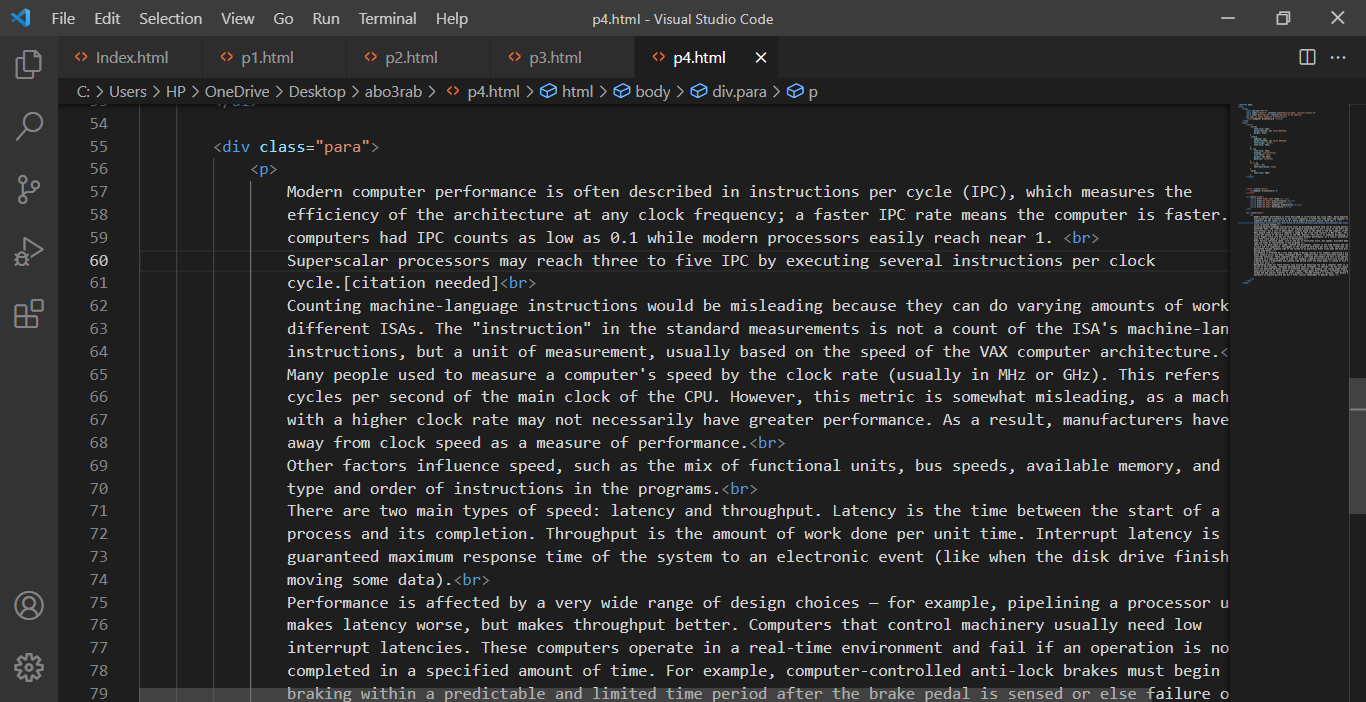 File Edit Selection View Go Run Terminal Help p4.html - Visual Studio Code
Index.html p1.html p2.html p3.html p4.html
C: > Users > HP > OneDrive > Desktop > abo3rab > p4.html > html > body > div.para > p
54
55 <div class="para">
56 <p>
57 Modern computer performance is often described in instructions per cycle (IPC), which measures the
58 efficiency of the architecture at any clock frequency; a faster IPC rate means the computer is faster.
59 computers had IPC counts as low as 0.1 while modern processors easily reach near 1. <br>
60 Superscalar processors may reach three to five IPC by executing several instructions per clock
61 cycle.[citation needed]<br>
62 Counting machine-language instructions would be misleading because they can do varying amounts of work
63 different ISAs. The "instruction" in the standard measurements is not a count of the ISA's machine-lan
64 instructions, but a unit of measurement, usually based on the speed of the VAX computer architecture.<
65 Many people used to measure a computer's speed by the clock rate (usually in MHz or GHz). This refers
66 cycles per second of the main clock of the CPU. However, this metric is somewhat misleading, as a mach
67 with a higher clock rate may not necessarily have greater performance. As a result, manufacturers have
68 away from clock speed as a measure of performance.<br>
69 Other factors influence speed, such as the mix of functional units, bus speeds, available memory, and
70 type and order of instructions in the programs.<br>
71 There are two main types of speed: latency and throughput. Latency is the time between the start of a
72 process and its completion. Throughput is the amount of work done per unit time. Interrupt latency is
73 guaranteed maximum response time of the system to an electronic event (like when the disk drive finish
74 moving some data).<br>
75 Performance is affected by a very wide range of design choices — for example, pipelining a processor u
76 makes latency worse, but makes throughput better. Computers that control machinery usually need low
77 interrupt latencies. These computers operate in a real-time environment and fail if an operation is no
78 completed in a specified amount of time. For example, computer-controlled anti-lock brakes must begin
79 braking within a predictable and limited time period after the brake pedal is sensed or else failure o